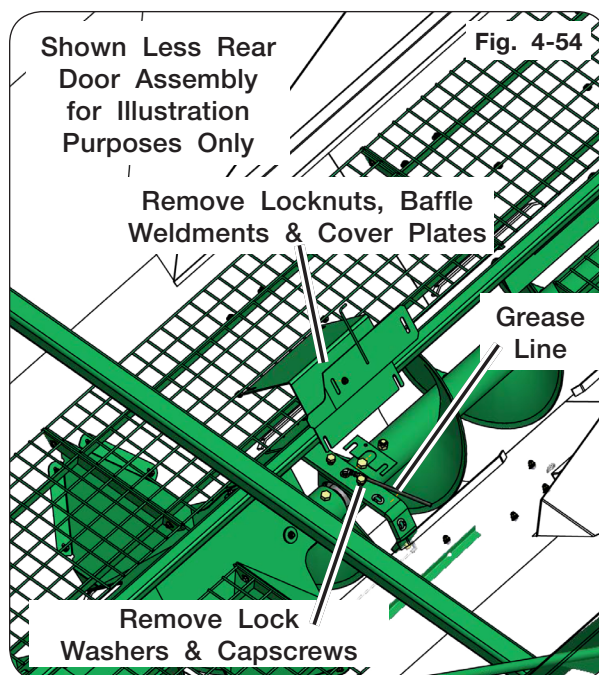 Shown Less Rear
Door Assembly
for Illustration
Purposes Only
Fig. 4-54
Remove Locknuts, Baffle
Weldments & Cover Plates
Grease
Line
Remove Lock
Washers & Capscrews